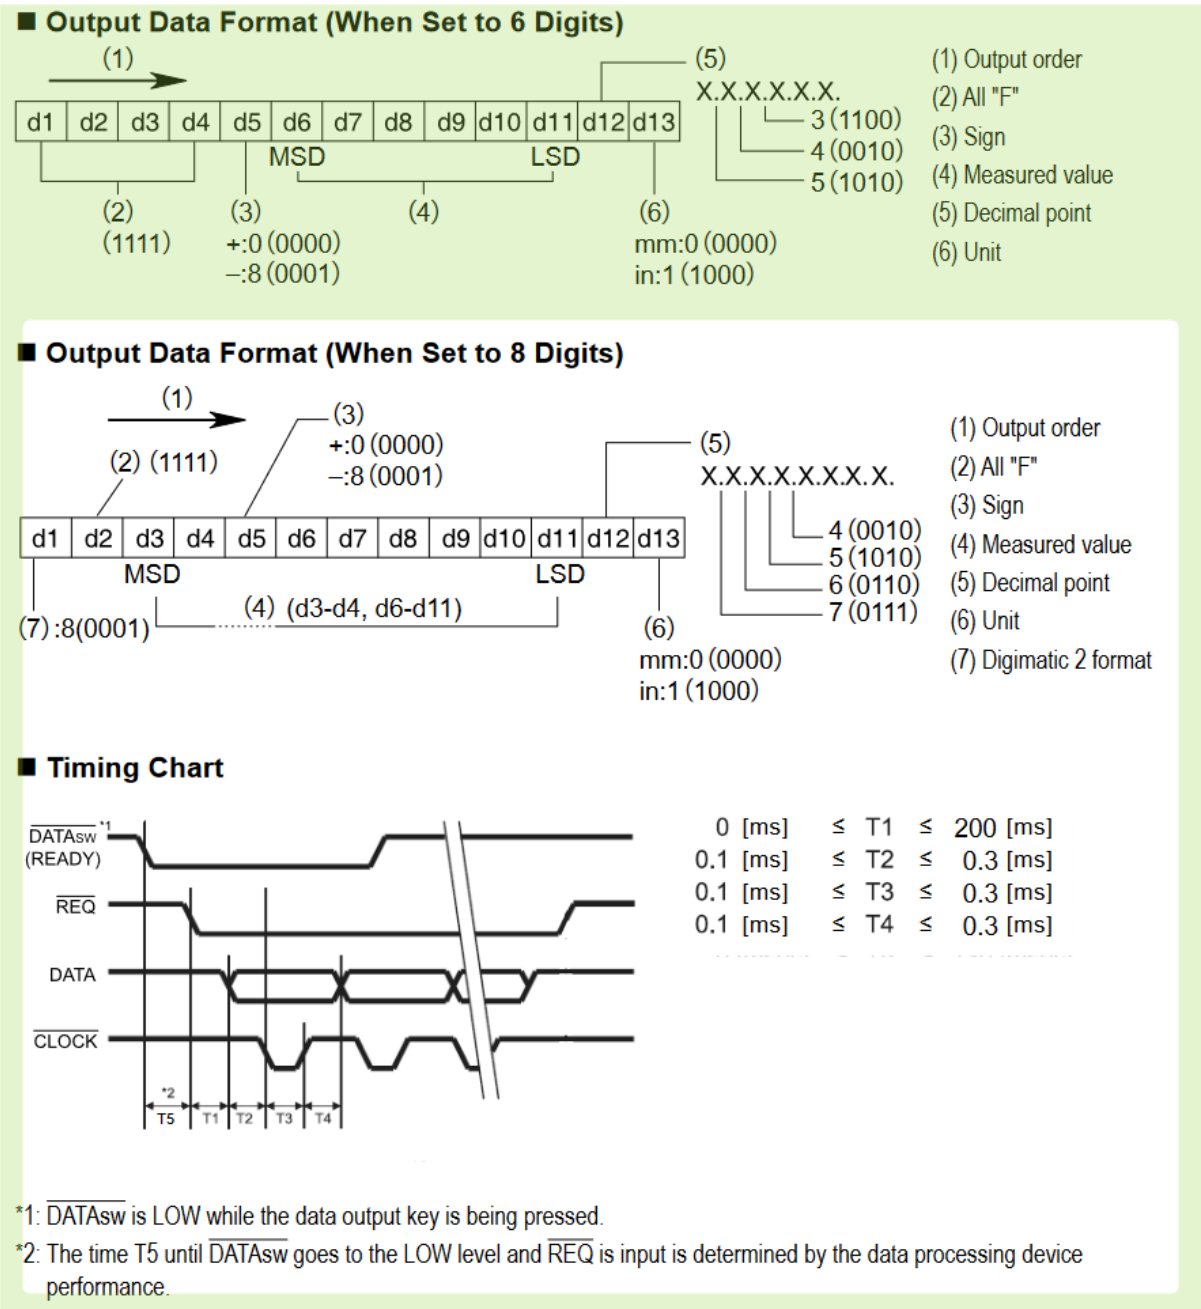 ■ Output Data Format (When Set to 6 Digits)
(1)
d1 d2 d3 d4 d5 d6 d7 d8 d9 d10 d11 d12 d13
MSD LSD
(2)
(1111)
(3)
+:0 (0000)
–:8 (0001)
(4)
(6)
mm:0 (0000)
in:1 (1000)
(5)
X.X.X.X.X.X.
3 (1100)
4 (0010)
5 (1010)
(1) Output order
(2) All "F"
(3) Sign
(4) Measured value
(5) Decimal point
(6) Unit
■ Output Data Format (When Set to 8 Digits)
(1)
(2) (1111)
(3)
+:0 (0000)
–:8 (0001)
d1 d2 d3 d4 d5 d6 d7 d8 d9 d10 d11 d12 d13
MSD LSD
(7) :8(0001)
(4) (d3-d4, d6-d11)
(6)
mm:0 (0000)
in:1 (1000)
(5)
X.X.X.X.X.X.X.X.
4 (0010)
5 (1010)
6 (0110)
7 (0111)
(1) Output order
(2) All "F"
(3) Sign
(4) Measured value
(5) Decimal point
(6) Unit
(7) Digimatic 2 format
■ Timing Chart
DATAsw *1
(READY)
REQ
DATA
CLOCK
*2
T5 T1 T2 T3 T4
0 [ms] ≤ T1 ≤ 200 [ms]
0.1 [ms] ≤ T2 ≤ 0.3 [ms]
0.1 [ms] ≤ T3 ≤ 0.3 [ms]
0.1 [ms] ≤ T4 ≤ 0.3 [ms]
*1: DATAsw is LOW while the data output key is being pressed.
*2: The time T5 until DATAsw goes to the LOW level and REQ is input is determined by the data processing device
performance.